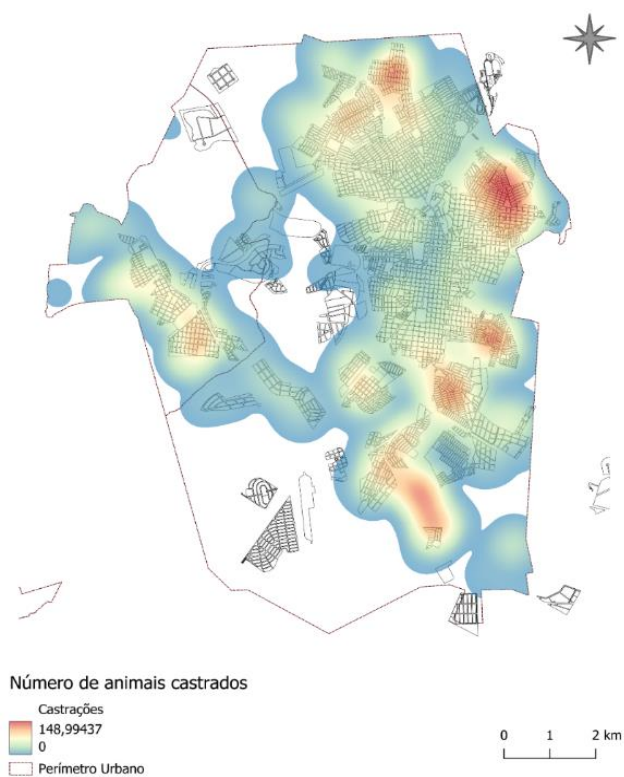 Número de animais castrados
Castrações
148,99437
0
Perímetro Urbano
0 1 2 km